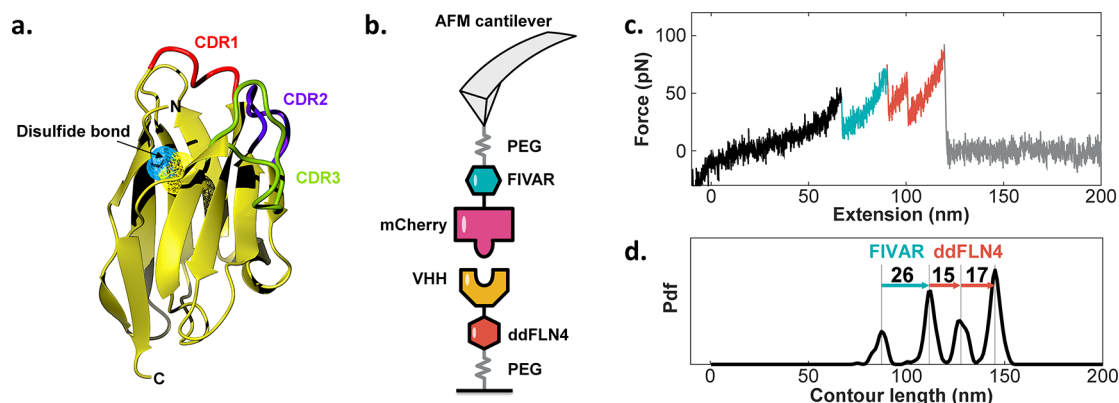 a.
CDR1
N
CDR2
Disulfide bond
CDR3
C
b.
AFM cantilever
PEG
FIVAR
mCherry
VHH
ddFLN4
PEG
c.
Force (pN)
100
50
0
0 50 100 150 200
Extension (nm)
d.
FIVAR ddFLN4
26 15 17
Pdf
0 50 100 150 200
Contour length (nm)